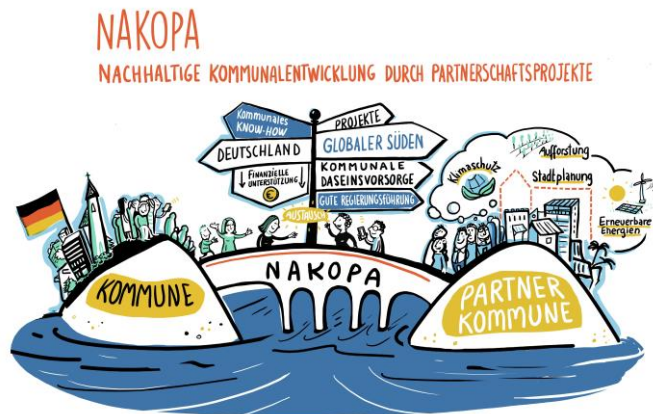 NAKOPA
NACHHALTIGE KOMMUNALENTWICKLUNG DURCH PARTNERSCHAFTSPROJEKTE
Kommunales
KNOW-HOW
DEUTSCHLAND
FINANZIELLE
UNTERSTÜTZUNG
€
PROJEKTE
GLOBALER SÜDEN
KOMMUNALE
DASEINSVORSORGE
GUTE REGIERUNGSFÜHRUNG
AUSTAUSCH
Klimaschutz
Aufforstung
Stadtplanung
Erneuerbare
Energien
KOMMUNE
NAKOPA
PARTNER
KOMMUNE